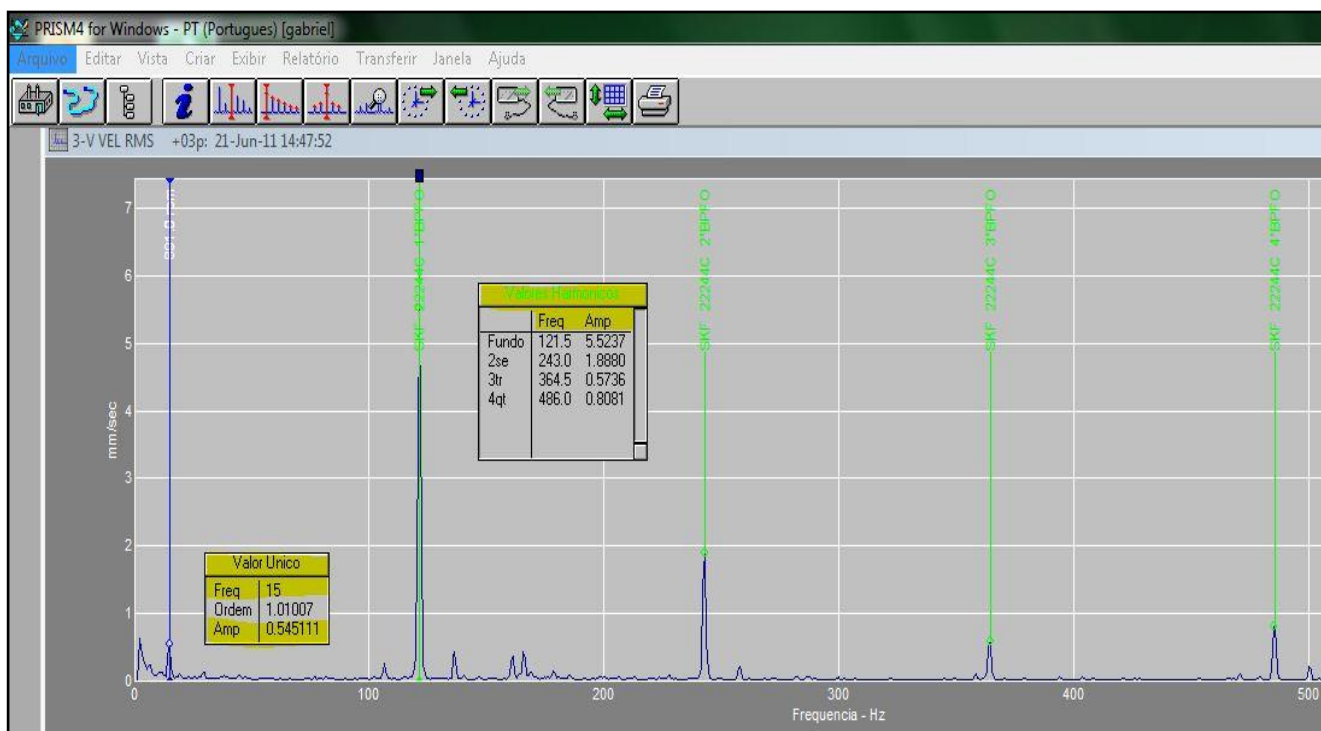 PRISM4 for Windows - PT (Portugues) [gabriel]
Arquivo Editar Vista Criar Exibir Relatório Transferir Janela Ajuda
3-V VEL RMS +03p: 21-Jun-11 14:47:52
7
6
5
4
3
2
1
0
mm/sec
891.0 rpm
SKF 22244C 1*BPFO
SKF 22244C 2*BPFO
SKF 22244C 3*BPFO
SKF 22244C 4*BPFO
Valores Harmonicos
Freq Amp
Fundo 121.5 5.5237
2se 243.0 1.8880
3tr 364.5 0.5736
4qt 486.0 0.8081
Valor Unico
Freq 15
Ordem 1.01007
Amp 0.545111
0 100 200 300 400 500
Frequencia - Hz